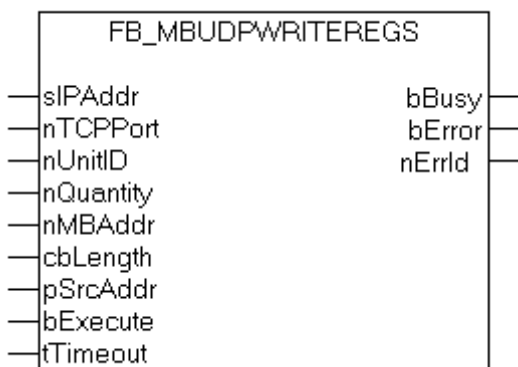 FB_MBUDPWRITEREGS
sIPAddr bBusy
nTCPPort bError
nUnitID nErrId
nQuantity
nMBAddr
cbLength
pSrcAddr
bExecute
tTimeout